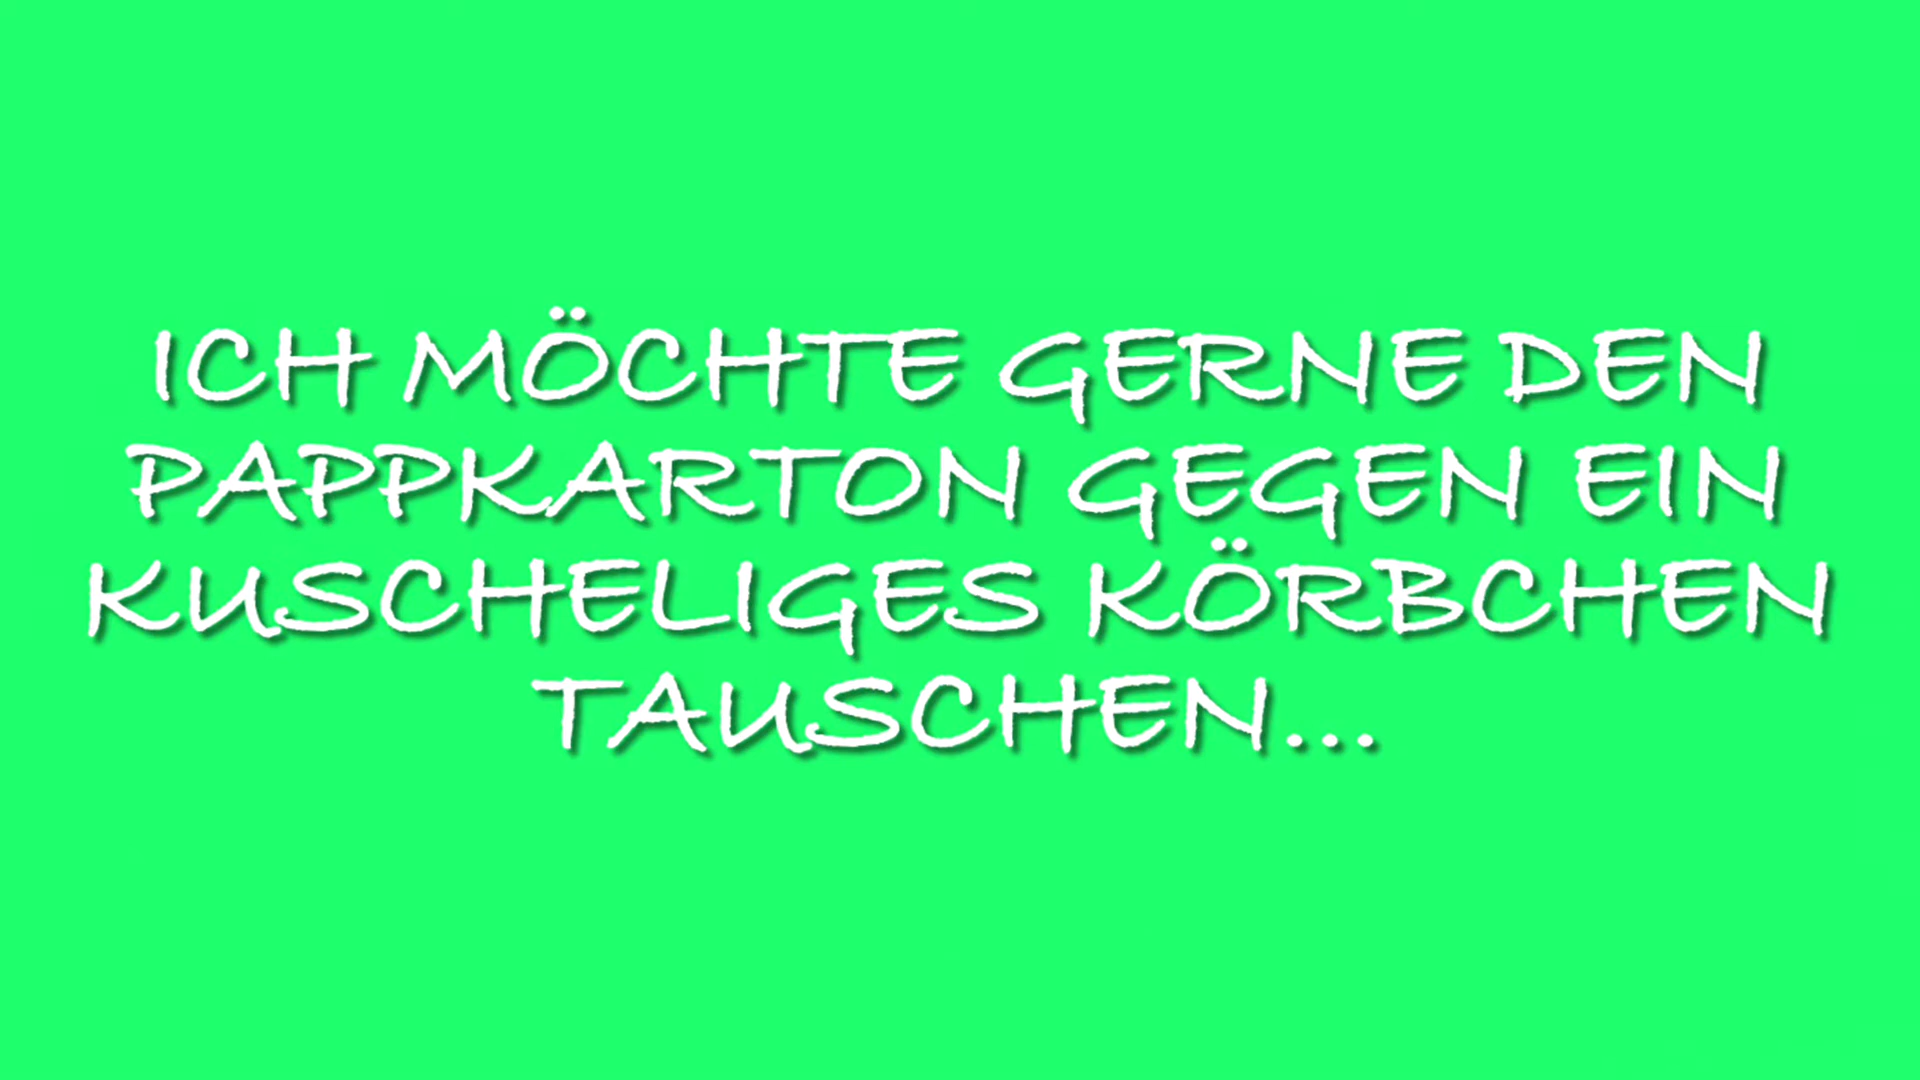 ICH MÖCHTE GERNE DEN
PAPPKARTON GEGEN EIN
KUSCHELIGES KÖRBCHEN
TAUSCHEN...